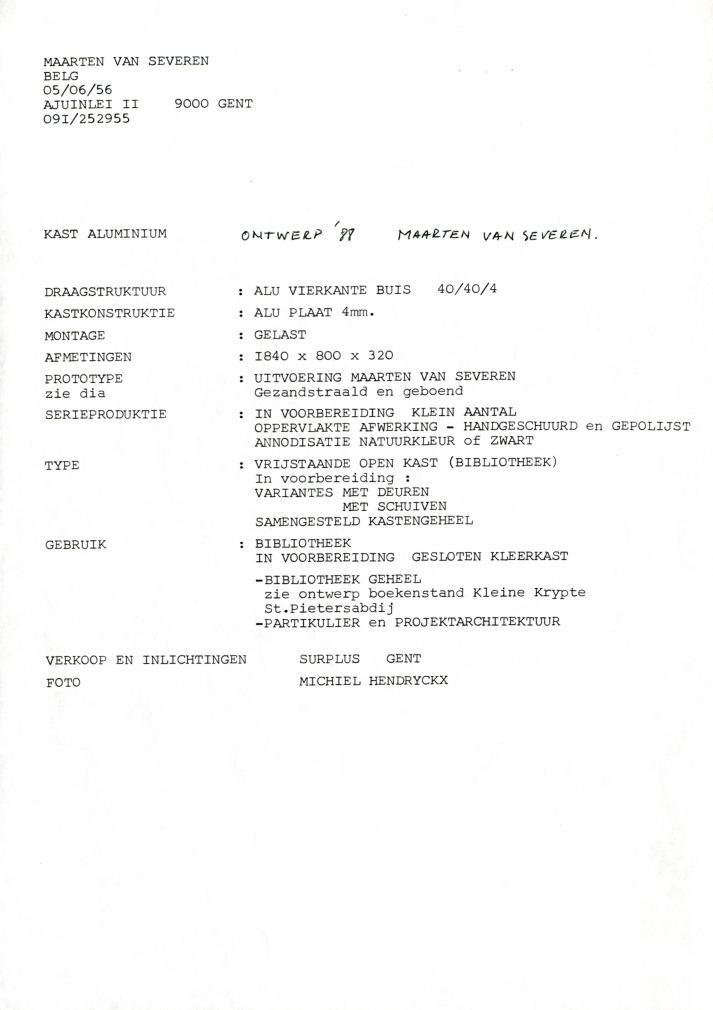 MAARTEN VAN SEVEREN
BELG
05/06/56
AJUINLEI II 9000 GENT
09I/252955
KAST ALUMINIUM ONTWERP MAARTEN VAN SEVEREN.
DRAAGSTRUKTUUR : ALU VIERKANTE BUIS 40/40/4
KASTKONSTRUKTIE : ALU PLAAT 4mm.
MONTAGE : GELAST
AFMETINGEN : I840 x 800 x 320
PROTOTYPE : UITVOERING MAARTEN VAN SEVEREN
zie dia Gezandstraald en geboend
SERIEPRODUKTIE : IN VOORBEREIDING KLEIN AANTAL
OPPERVLAKTE AFWERKING - HANDGESCHUURD en GEPOLIJST
ANNODISATIE NATUURKLEUR of ZWART
TYPE : VRIJSTAANDE OPEN KAST (BIBLIOTHEEK)
In voorbereiding :
VARIANTES MET DEUREN
MET SCHUIVEN
SAMENGESTELD KASTENGEHEEL
GEBRUIK : BIBLIOTHEEK
IN VOORBEREIDING GESLOTEN KLEERKAST
-BIBLIOTHEEK GEHEEL
zie ontwerp boekenstand Kleine Krypte
St.Pietersabdij
-PARTIKULIER en PROJEKTARCHITEKTUUR
VERKOOP EN INLICHTINGEN SURPLUS GENT
FOTO MICHIEL HENDRYCKX